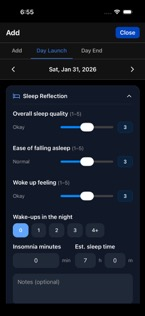 6:55
Add
Close
Add Day Launch Day End
Sat, Jan 31, 2026
Sleep Reflection
Overall sleep quality (1–5)
Okay 3
Ease of falling asleep (1–5)
Normal 3
Woke up feeling (1–5)
Okay 3
Wake-ups in the night
0 1 2 3 4+
Insomnia minutes Est. sleep time
0 min 7 h 0 m
Notes (optional)